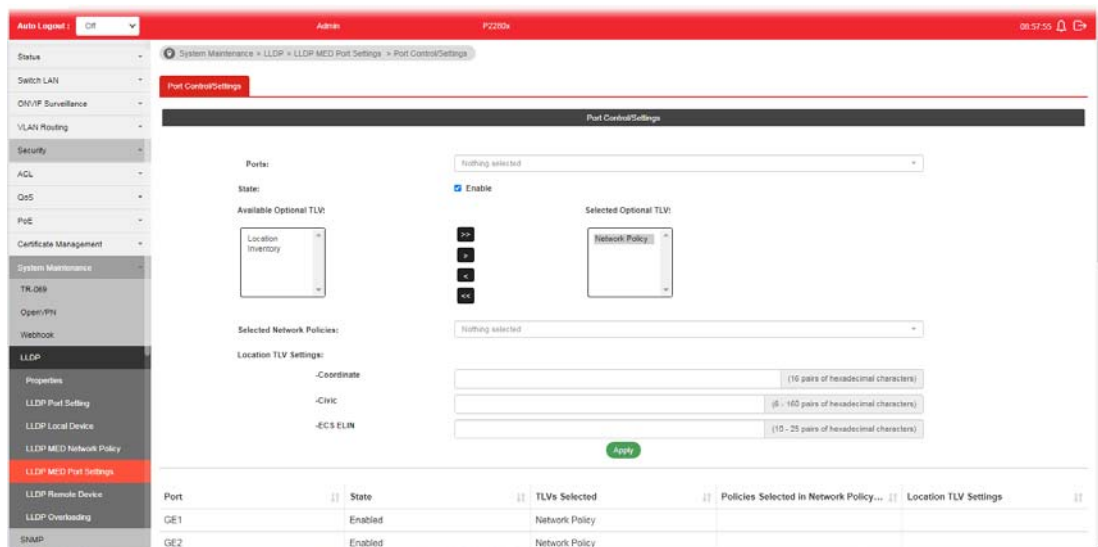 Auto Logout : Off Admin P2280x 08:57:55
Status
Switch LAN
ONVIF Surveillance
VLAN Routing
Security
ACL
QoS
PoE
Certificate Management
System Maintenance
TR-069
OpenVPN
Webhook
LLDP
Properties
LLDP Port Setting
LLDP Local Device
LLDP MED Network Policy
LLDP MED Port Settings
LLDP Remote Device
LLDP Overloading
SNMP
System Maintenance » LLDP » LLDP MED Port Settings > Port Control/Settings
Port Control/Settings
Port Control/Settings
Ports: Nothing selected
State: Enable
Available Optional TLV: Selected Optional TLV:
Location
Inventory
>>
>
<
<<
Network Policy
Selected Network Policies: Nothing selected
Location TLV Settings:
-Coordinate (16 pairs of hexadecimal characters)
-Civic (6 - 160 pairs of hexadecimal characters)
-ECS ELIN (10 - 25 pairs of hexadecimal characters)
Apply
Port State TLVs Selected Policies Selected in Network Policy... Location TLV Settings
GE1 Enabled Network Policy
GE2 Enabled Network Policy